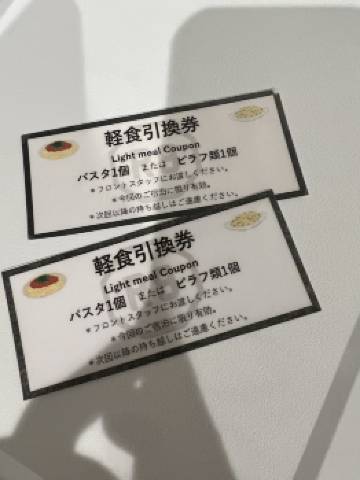 軽食引換券
Light meal Coupon
パスタ1個 または ピラフ類1個
*フロントスタッフにお渡しください。
*今回のご宿泊に限り有効。
*次回以降の持ち越しはご遠慮ください。
軽食引換券
Light meal Coupon
パスタ1個 または ピラフ類1個
*フロントスタッフにお渡しください。
*今回のご宿泊に限り有効。
*次回以降の持ち越しはご遠慮ください。